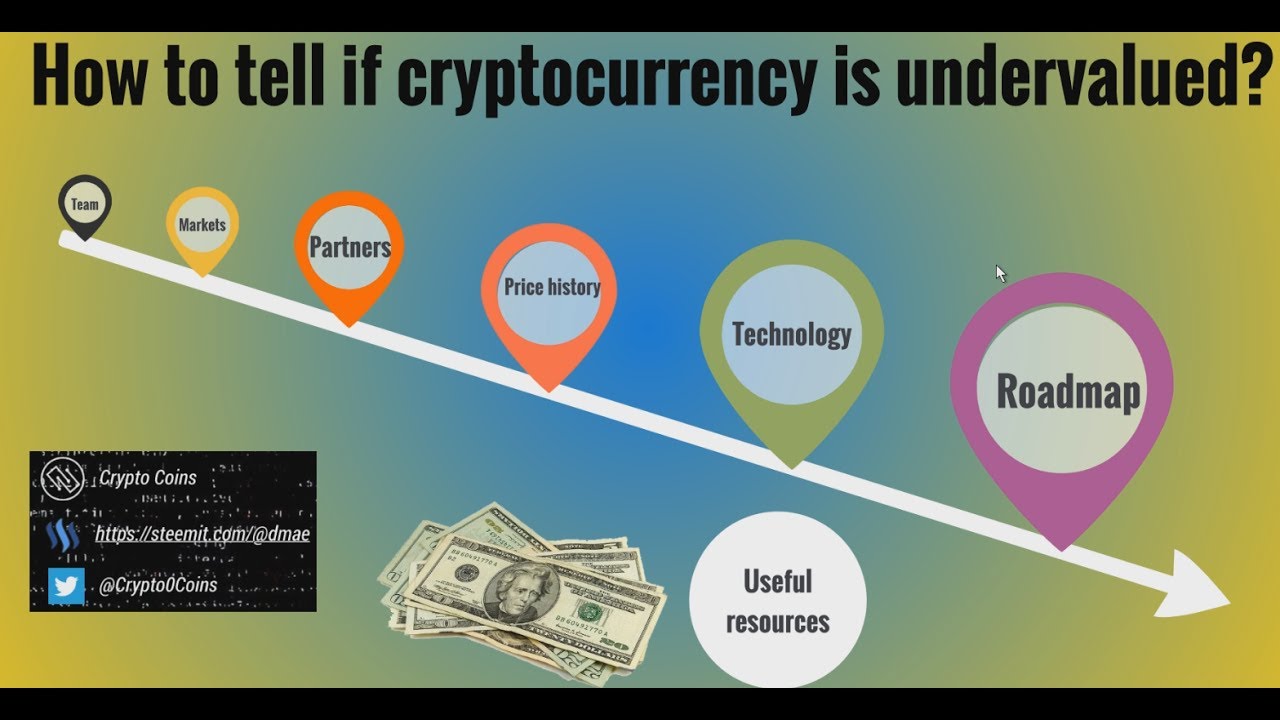 How to tell if cryptocurrency is undervalued?
Team
Markets
Partners
Price history
Technology
Roadmap
Crypto Coins
https://steemit.com/@dmae
@Crypto0Coins
Useful
resources